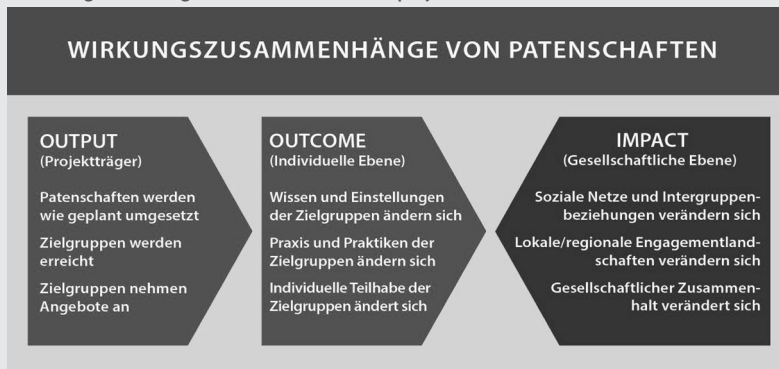 WIRKUNGSZUSAMMENHÄNGE VON PATENSCHAFTEN
OUTPUT
(Projektträger)
Patenschaften werden
wie geplant umgesetzt
Zielgruppen werden
erreicht
Zielgruppen nehmen
Angebote an
OUTCOME
(Individuelle Ebene)
Wissen und Einstellungen
der Zielgruppen ändern sich
Praxis und Praktiken der
Zielgruppen ändern sich
Individuelle Teilhabe der
Zielgruppen ändert sich
IMPACT
(Gesellschaftliche Ebene)
Soziale Netze und Intergruppen-
beziehungen verändern sich
Lokale/regionale Engagementland-
schaften verändern sich
Gesellschaftlicher Zusammen-
halt verändert sich